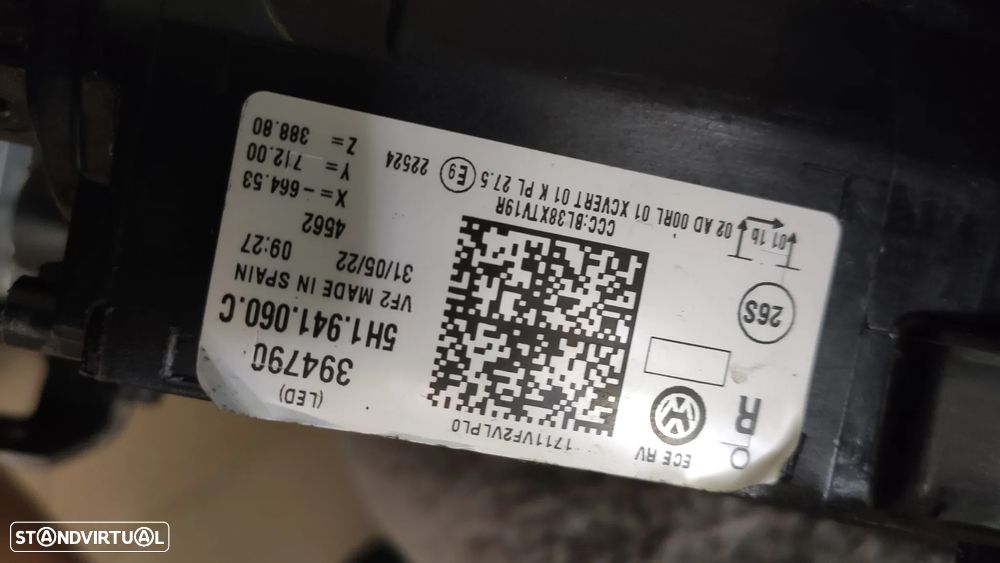 ECE RV
R
26S
01 1b
(LED)
394790
5H1.941.060.C
VF2 MADE IN SPAIN
31/05/22 09:27
4562
X= -664.53
Y= 712.00
Z= 388.80
1711VF2VLPL0
CCC:BL38XTV19R
02 AD 00RL 01 XCVERT 01 K PL 27.5 E9 22524
STANDVIRTUAL